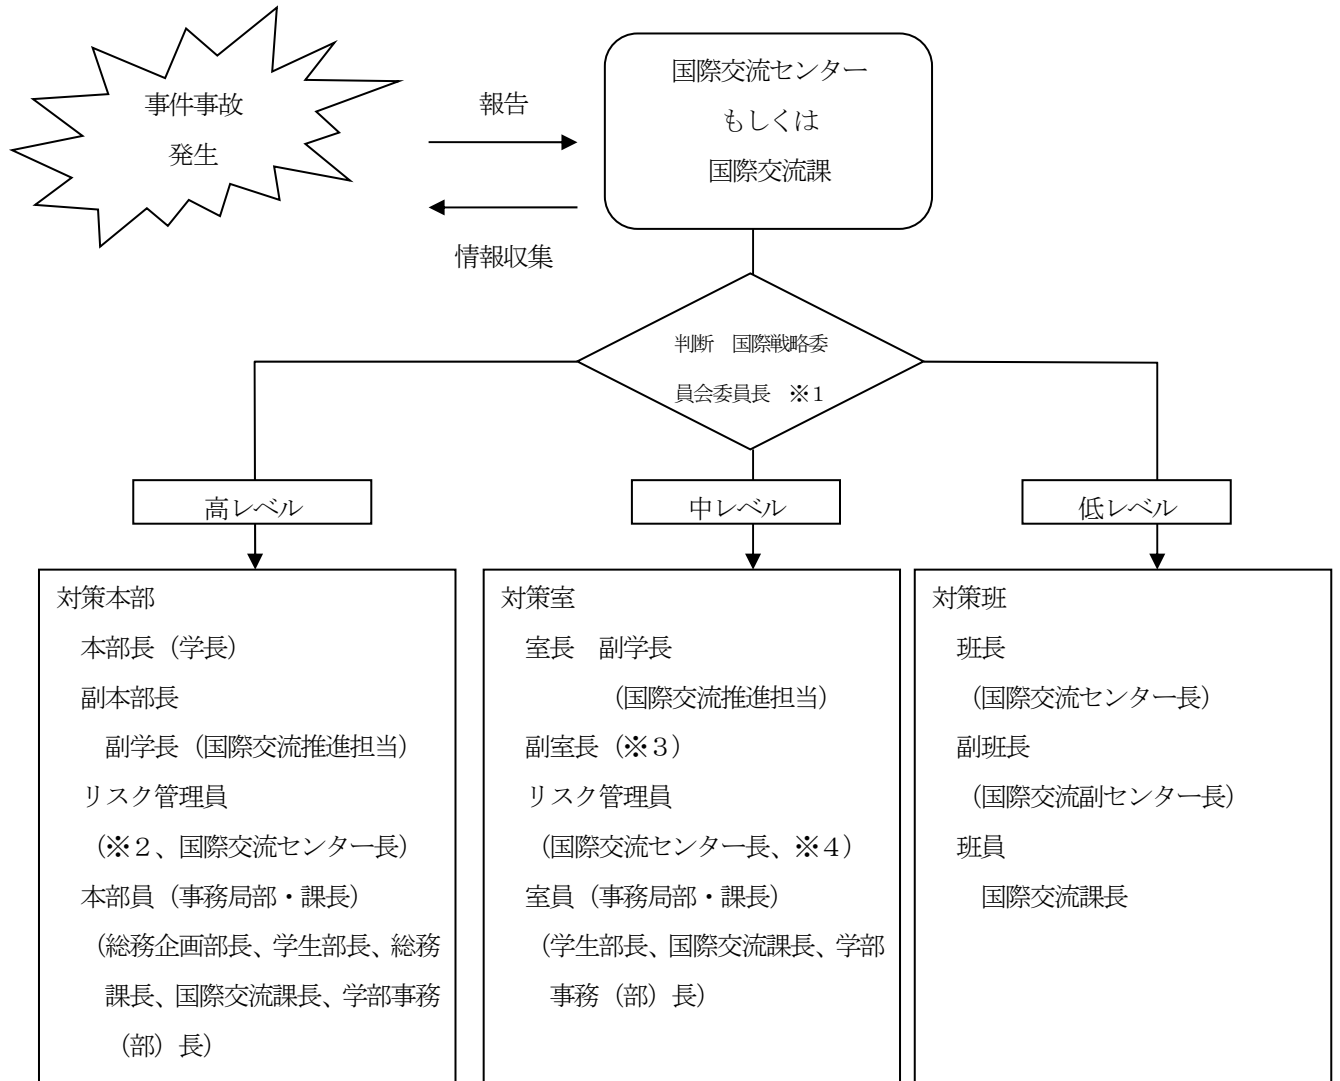 事件事故
発生
報告
情報収集
国際交流センター
もしくは
国際交流課
判断　国際戦略委
員会委員長　※１
高レベル
中レベル
低レベル
対策本部
本部長（学長）
副本部長
副学長（国際交流推進担当）
リスク管理員
（※２、国際交流センター長）
本部員（事務局部・課長）
（総務企画部長、学生部長、総務
課長、国際交流課長、学部事務
（部）長）
対策室
室長　副学長
（国際交流推進担当）
副室長（※３）
リスク管理員
（国際交流センター長、※４）
室員（事務局部・課長）
（学生部長、国際交流課長、学部
事務（部）長）
対策班
班長
（国際交流センター長）
副班長
（国際交流副センター長）
班員
国際交流課長